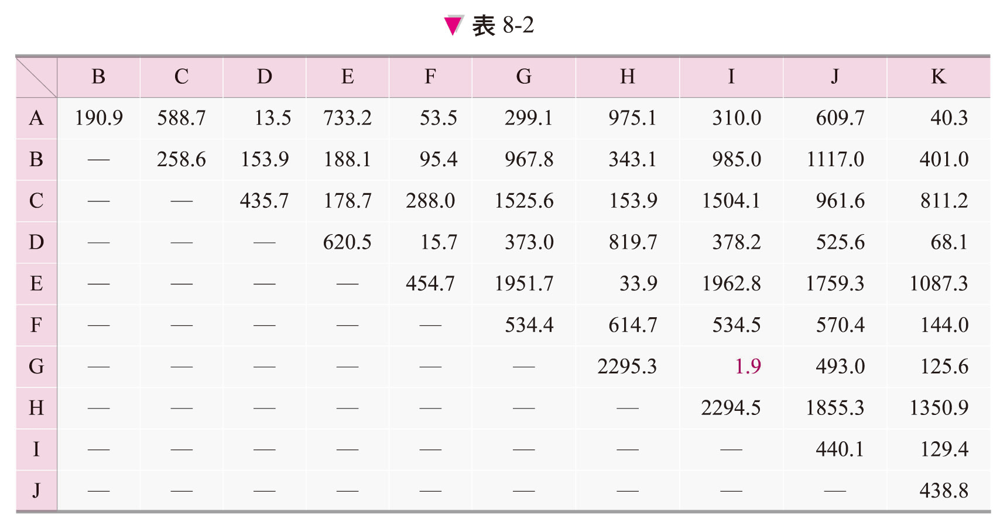 ▼ 表 8-2
B C D E F G H I J K
A 190.9 588.7 13.5 733.2 53.5 299.1 975.1 310.0 609.7 40.3
B — 258.6 153.9 188.1 95.4 967.8 343.1 985.0 1117.0 401.0
C — — 435.7 178.7 288.0 1525.6 153.9 1504.1 961.6 811.2
D — — — 620.5 15.7 373.0 819.7 378.2 525.6 68.1
E — — — — 454.7 1951.7 33.9 1962.8 1759.3 1087.3
F — — — — — 534.4 614.7 534.5 570.4 144.0
G — — — — — — 2295.3 1.9 493.0 125.6
H — — — — — — — 2294.5 1855.3 1350.9
I — — — — — — — — 440.1 129.4
J — — — — — — — — — 438.8